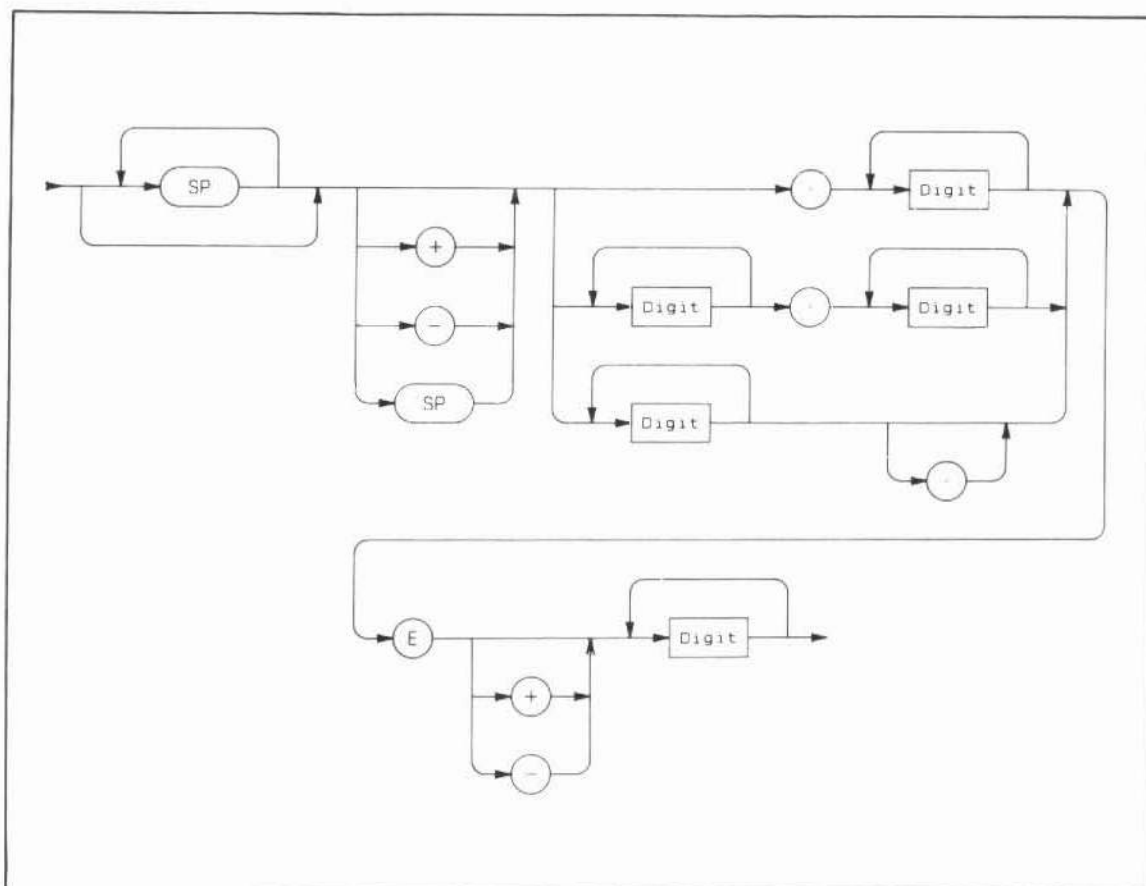 SP
. Digit
+
Digit . Digit
-
SP
Digit
.
E Digit
+
-